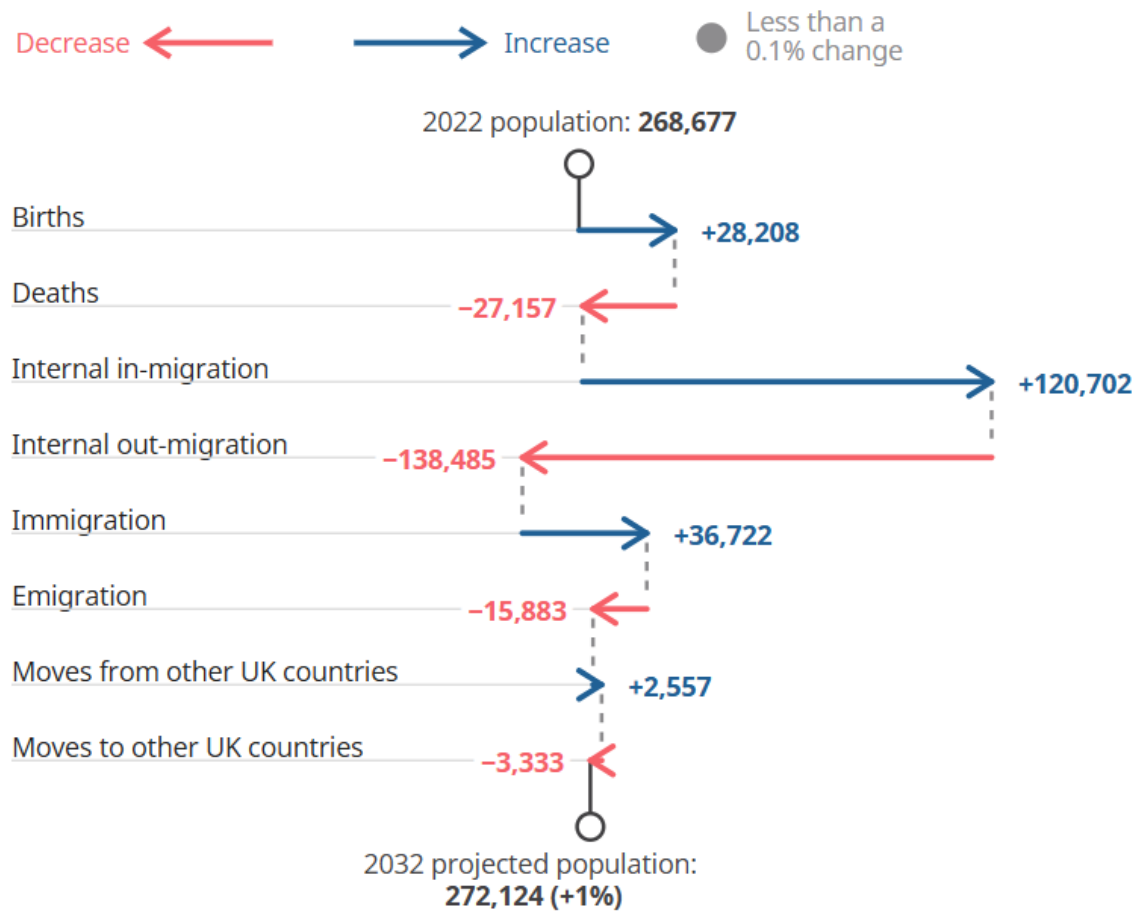 Decrease
Increase
Less than a
0.1% change
2022 population: 268,677
Births
+28,208
Deaths
−27,157
Internal in-migration
+120,702
Internal out-migration
−138,485
Immigration
+36,722
Emigration
−15,883
Moves from other UK countries
+2,557
Moves to other UK countries
−3,333
2032 projected population:
272,124 (+1%)